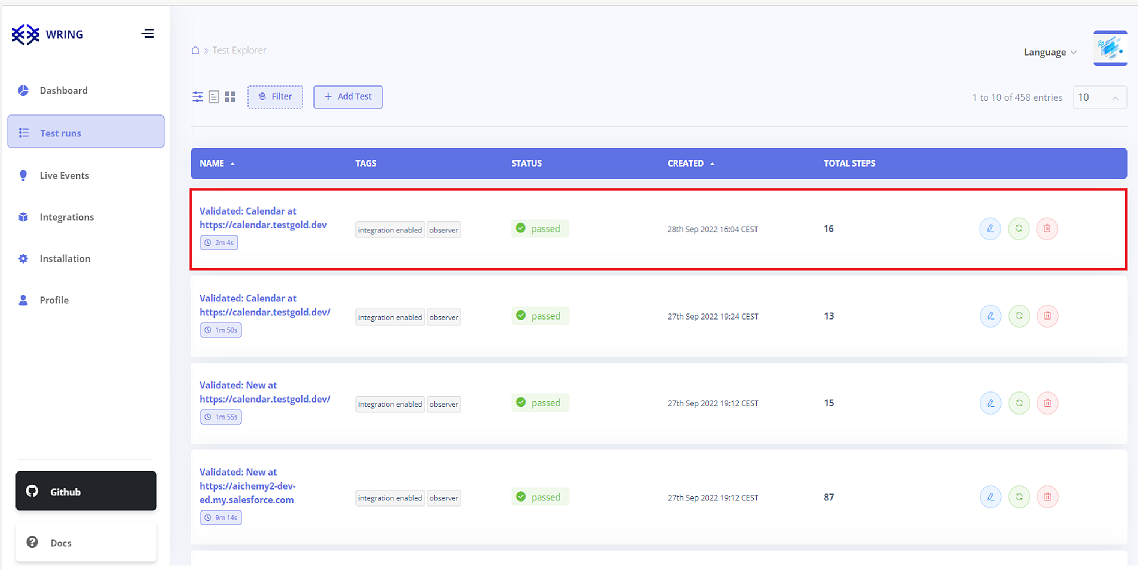 WRING
Test Explorer
Language
Dashboard
Filter
Add Test
1 to 10 of 458 entries
10
Test runs
NAME TAGS STATUS CREATED TOTAL STEPS
Live Events
Integrations
Installation
Profile
Validated: Calendar at
https://calendar.testgold.dev
2m 4s
integration enabled observer
passed
28th Sep 2022 16:04 CEST
16
Validated: Calendar at
https://calendar.testgold.dev/
1m 50s
integration enabled observer
passed
27th Sep 2022 19:24 CEST
13
Validated: New at
https://calendar.testgold.dev/
1m 55s
integration enabled observer
passed
27th Sep 2022 19:12 CEST
15
Validated: New at
https://aichemy2-dev-
ed.my.salesforce.com
9m 14s
integration enabled observer
passed
27th Sep 2022 19:12 CEST
87
Github
Docs